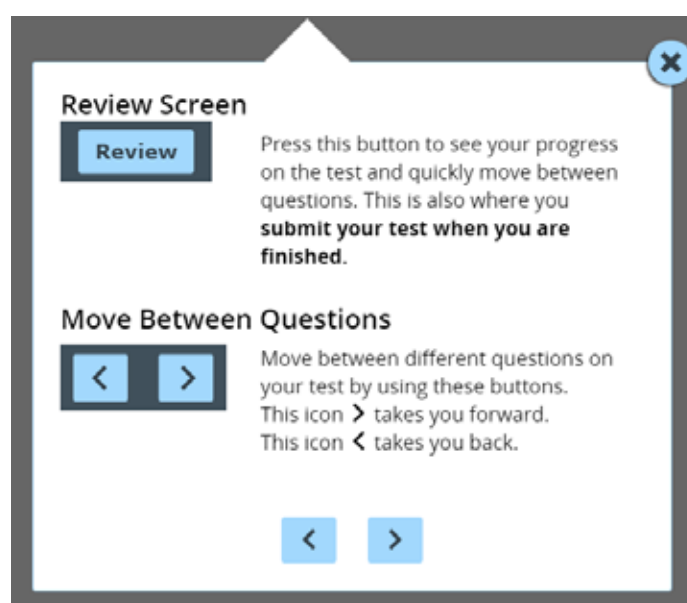 Review Screen
Review
Press this button to see your progress
on the test and quickly move between
questions. This is also where you
submit your test when you are
finished.
Move Between Questions
Move between different questions on
your test by using these buttons.
This icon > takes you forward.
This icon < takes you back.